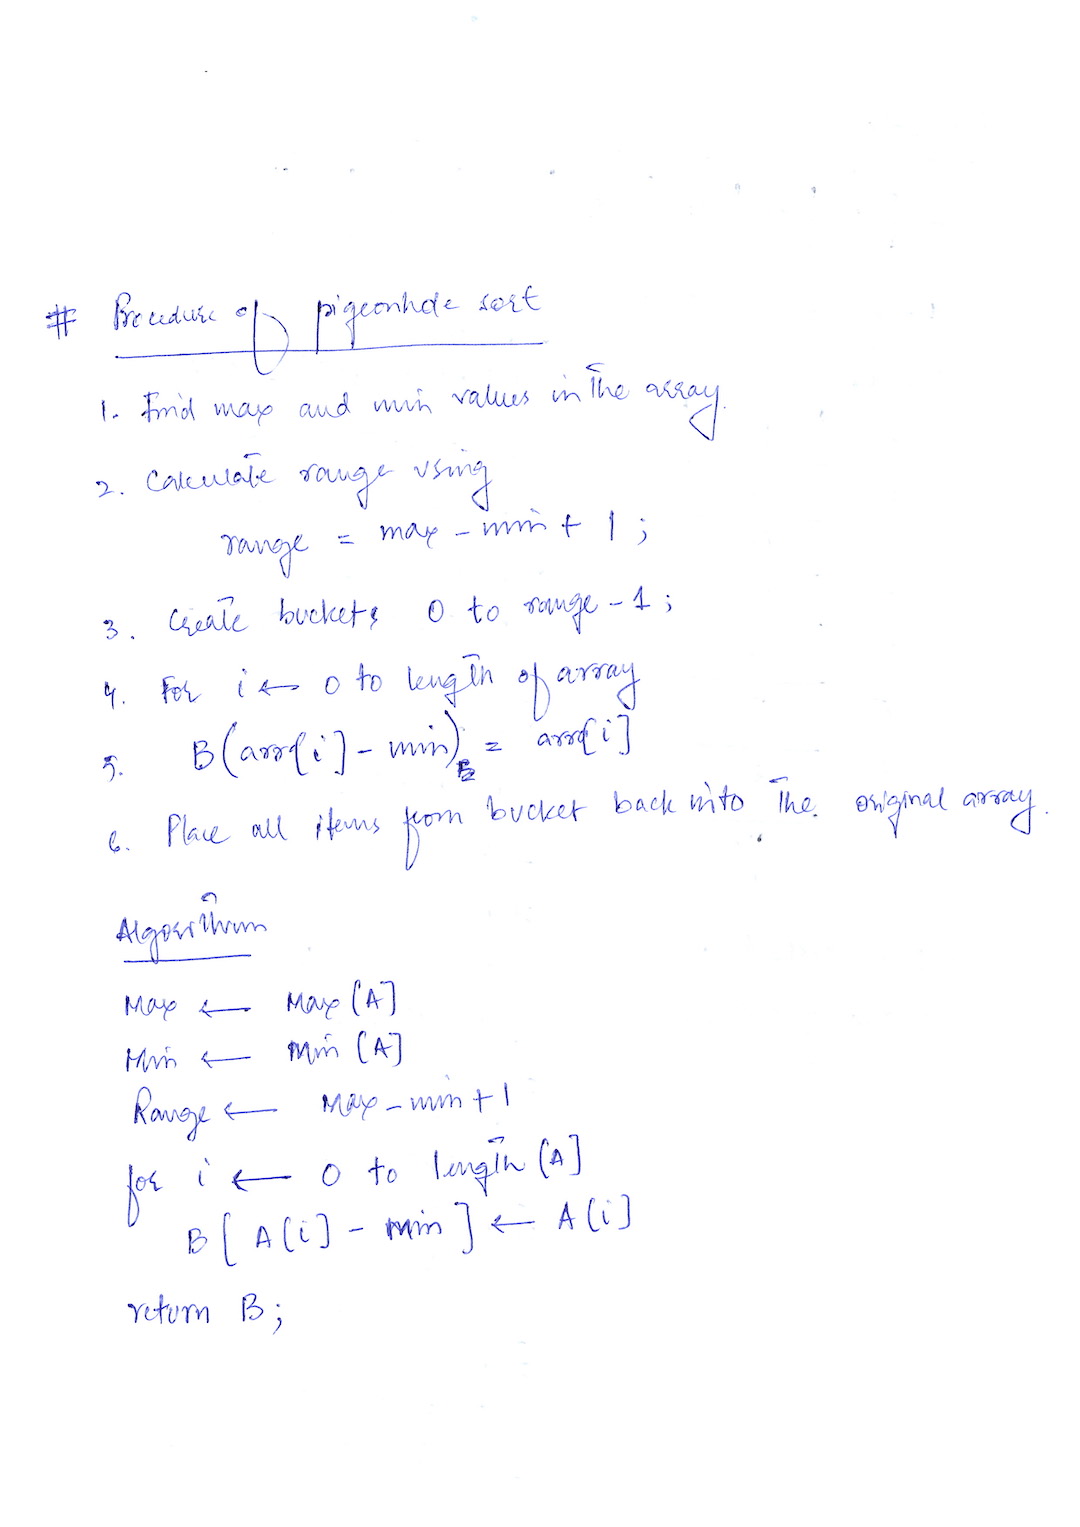 # Procedure of pigeonhole sort
1. Find max and min values in the array.
2. Calculate range using
range = max - min + 1;
3. Create buckets 0 to range - 1;
4. For i ← 0 to length of array
5. B(arr[i] - min) = arr[i]
6. Place all items from bucket back into the original array.
Algorithm
Max ← Max [A]
Min ← Min [A]
Range ← Max - min + 1
for i ← 0 to length [A]
B[A[i] - min] ← A[i]
return B;